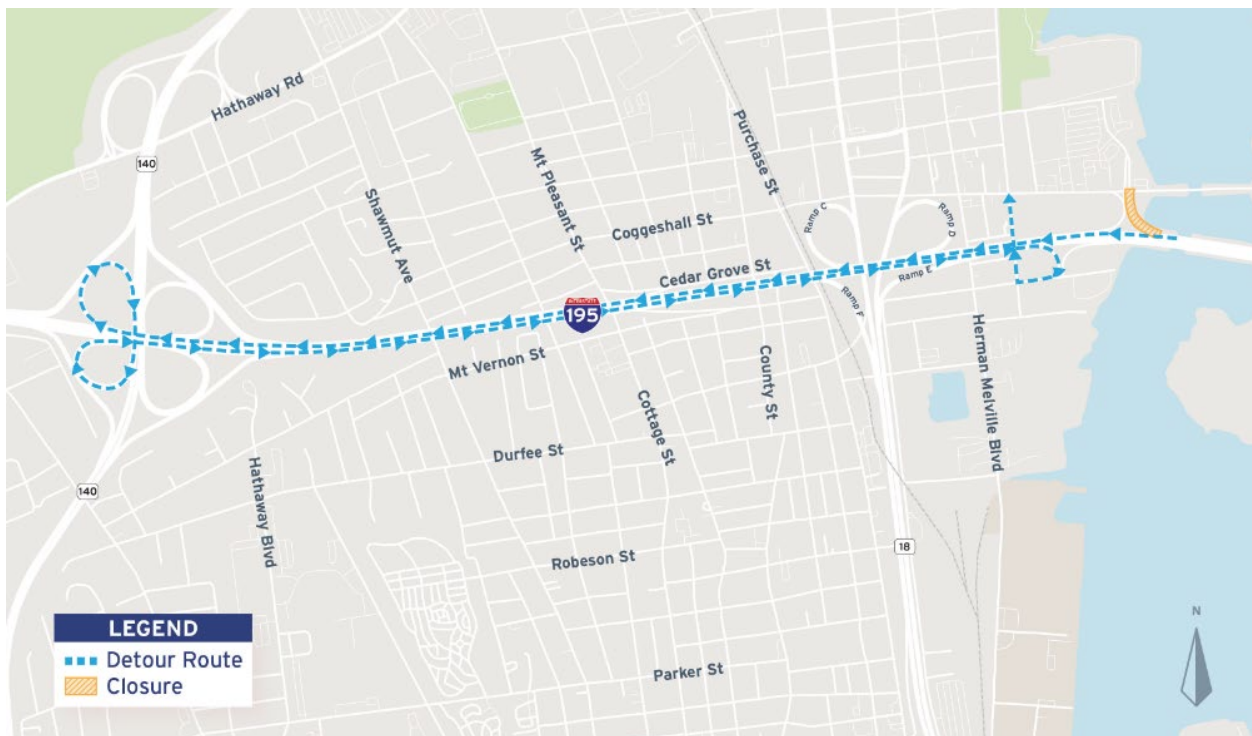 Hathaway Rd
140
Purchase St
Mt Pleasant St
Shawmut Ave
Coggeshall St
Ramp C
Ramp D
Cedar Grove St
Ramp E
Ramp F
INTERSTATE
195
Mt Vernon St
County St
Herman Melville Blvd
Cottage St
Durfee St
Hathaway Blvd
140
Robeson St
18
Parker St
N
LEGEND
Detour Route
Closure